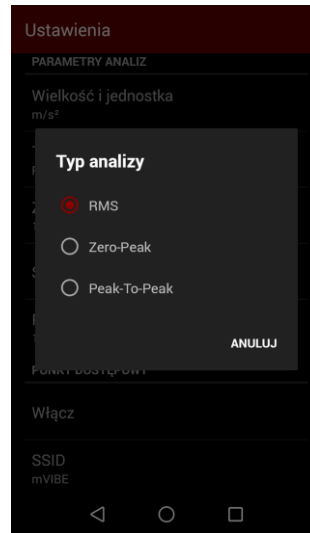 Ustawienia
PARAMETRY ANALIZ
Wielkość i jednostka
m/s²
Typ analizy
RMS
Zero-Peak
Peak-To-Peak
ANULUJ
PUNKT DOSTĘPOWY
Włącz
SSID
mVIBE